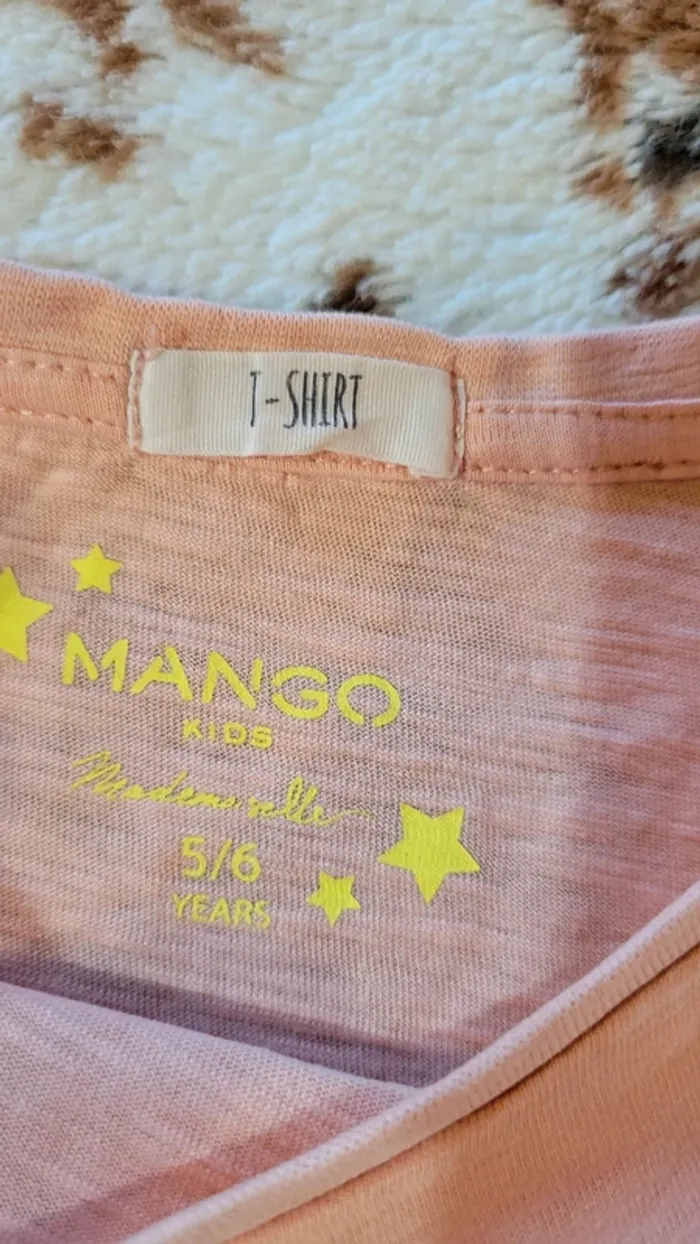 T-SHIRT
MANGO
KIDS
Mademoiselle
5/6
YEARS